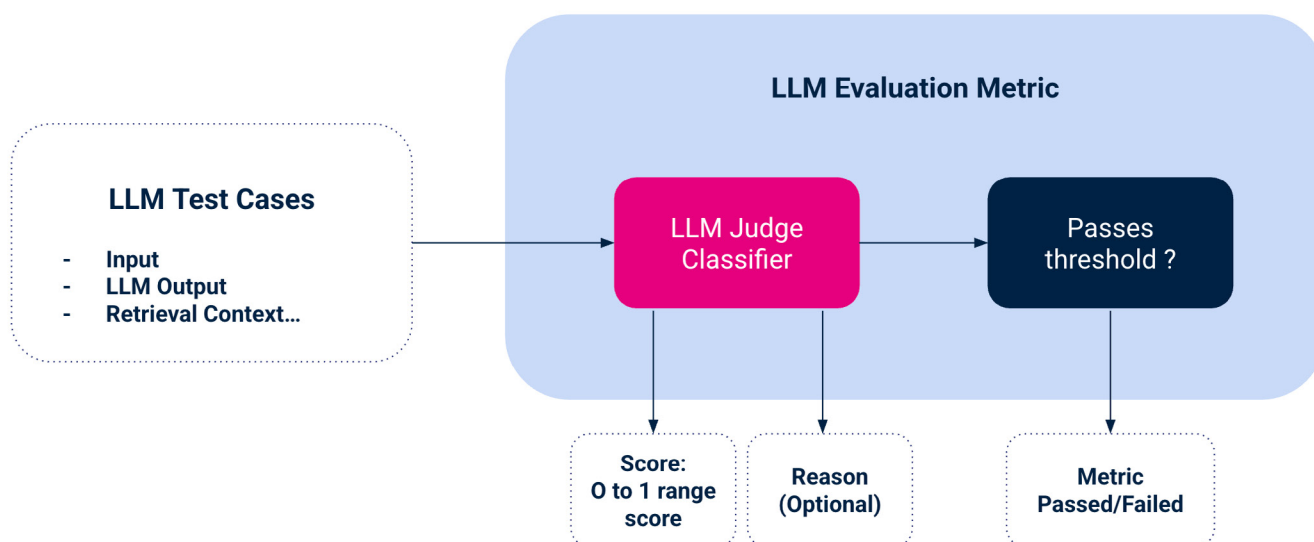 LLM Evaluation Metric
LLM Test Cases
- Input
- LLM Output
- Retrieval Context…
LLM Judge
Classifier
Passes
threshold ?
Score:
0 to 1 range
score
Reason
(Optional)
Metric
Passed/Failed